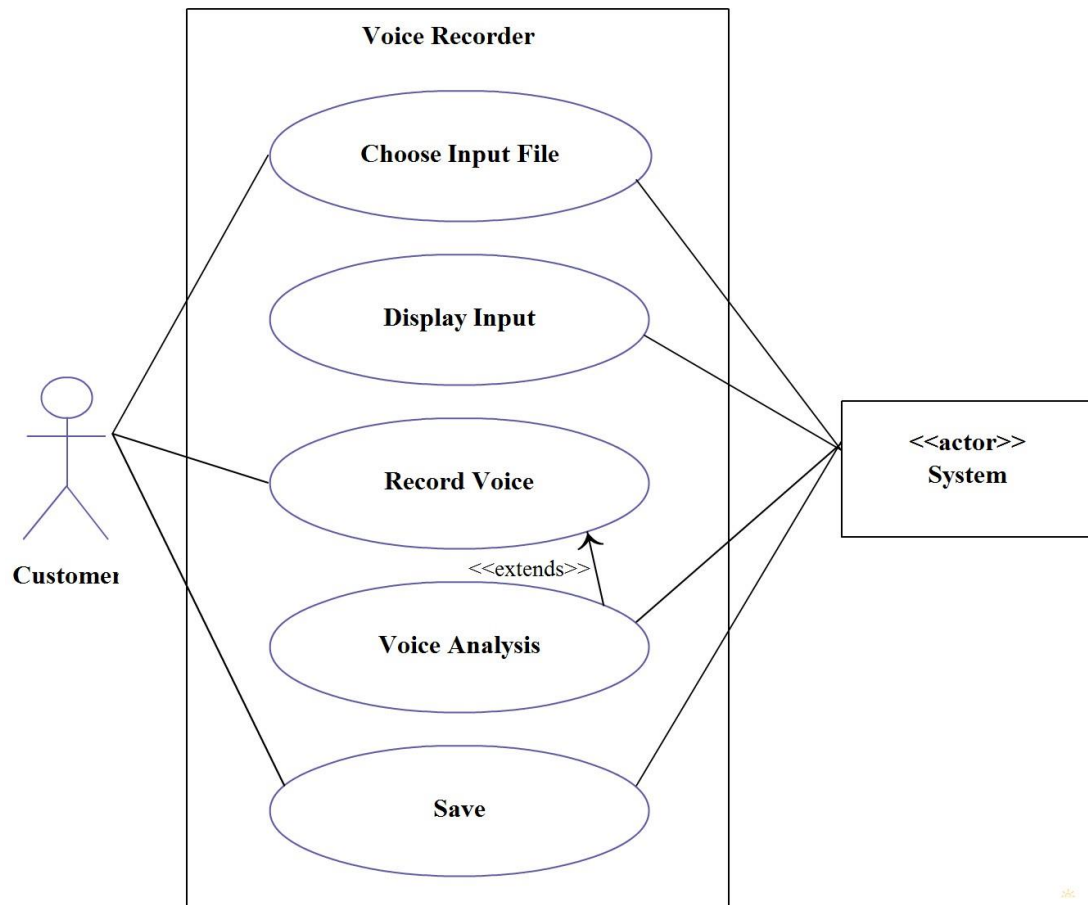 Voice Recorder
Choose Input File
Display Input
Record Voice
<<actor>>
System
<<extends>>
Customer
Voice Analysis
Save